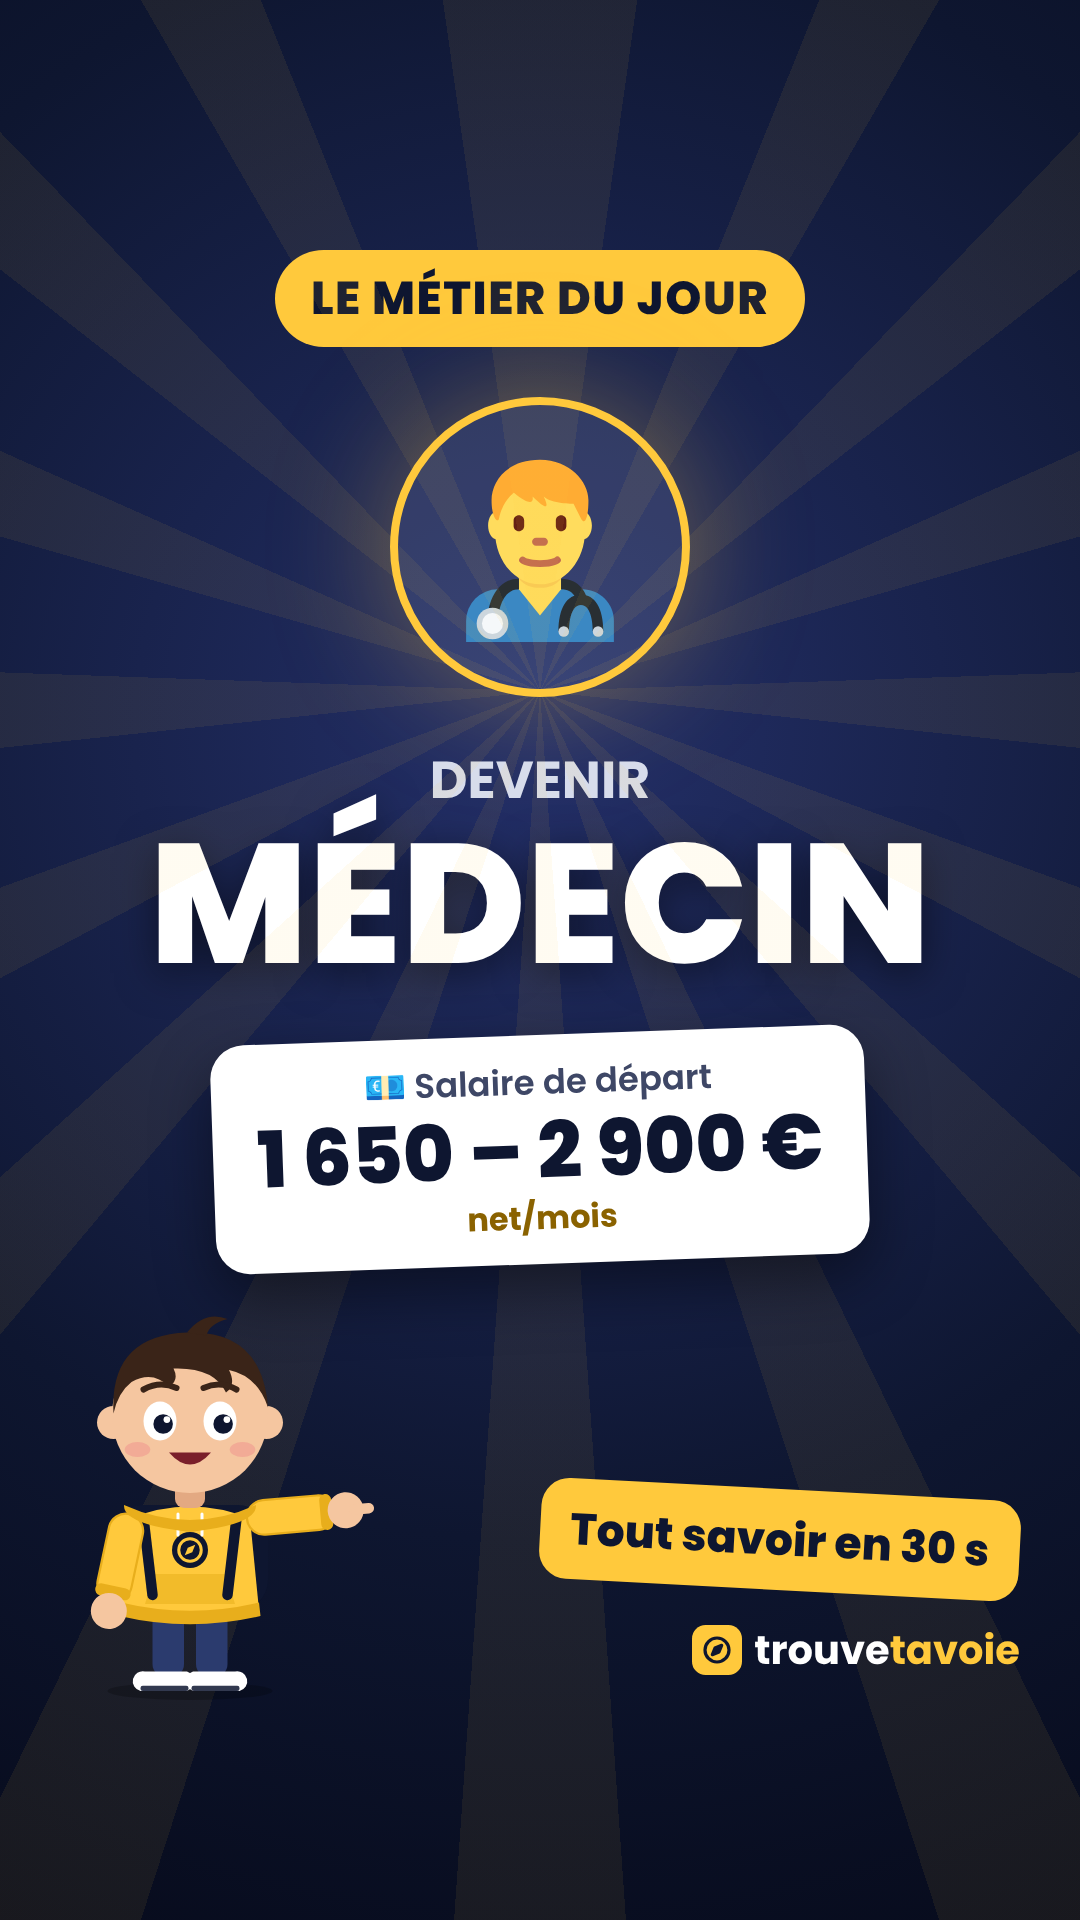 LE MÉTIER DU JOUR
DEVENIR
MÉDECIN
💶 Salaire de départ
1 650 – 2 900 €
net/mois
Tout savoir en 30 s
trouvetavoie